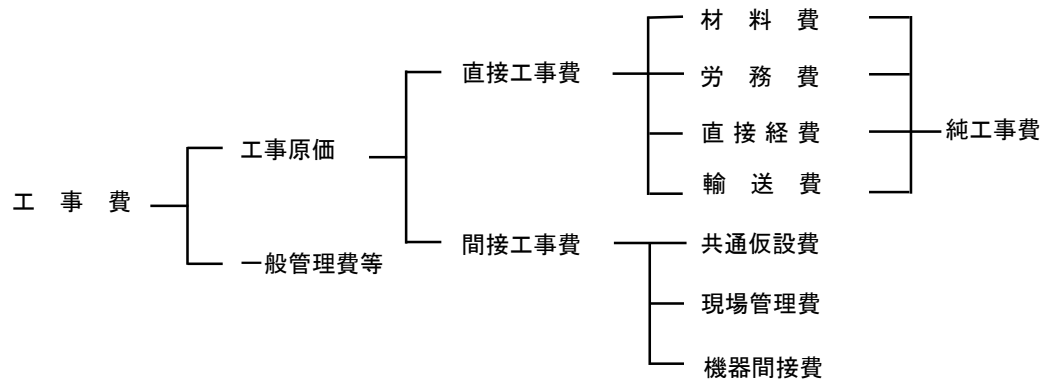 工事費
工事原価
一般管理費等
直接工事費
間接工事費
材料費
労務費
直接経費
輸送費
純工事費
共通仮設費
現場管理費
機器間接費